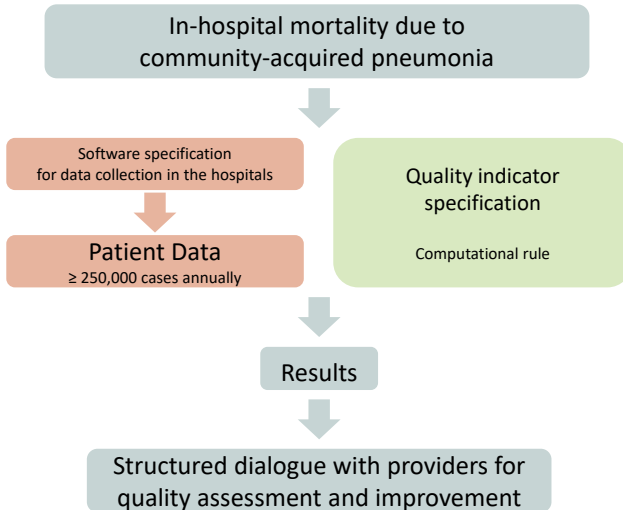 In-hospital mortality due to
community-acquired pneumonia
Software specification
for data collection in the hospitals
Patient Data
≥ 250,000 cases annually
Quality indicator
specification
Computational rule
Results
Structured dialogue with providers for
quality assessment and improvement